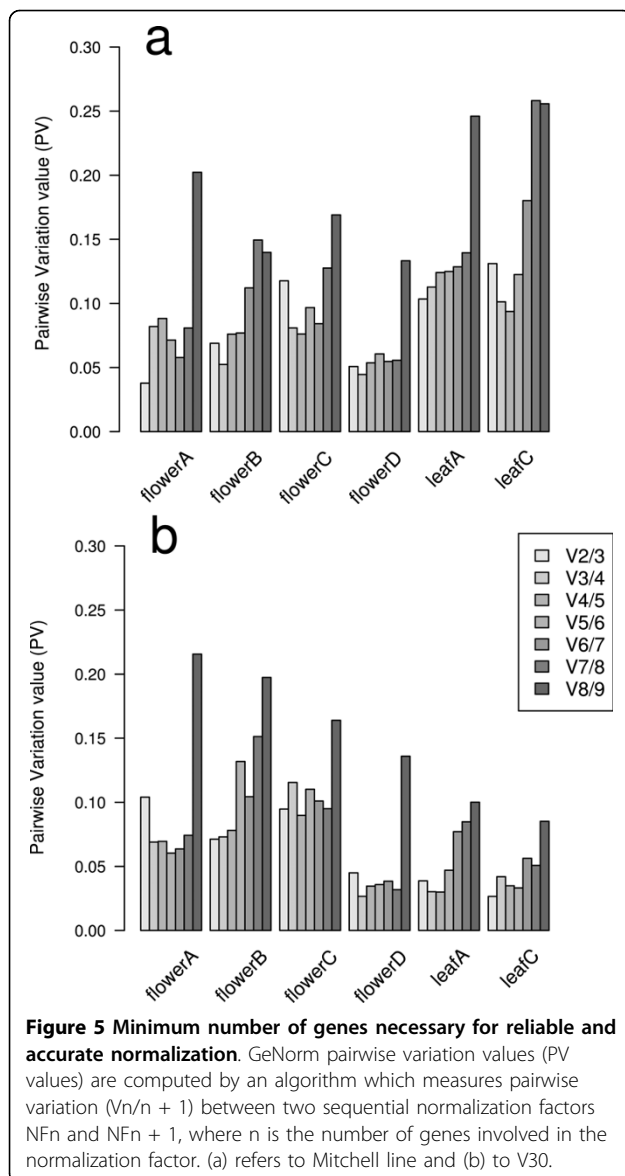 a
0.30
0.25
0.20
0.15
0.10
0.05
0.00
Pairwise Variation value (PV)
flowerA
flowerB
flowerC
flowerD
leafA
leafC
b
0.30
0.25
0.20
0.15
0.10
0.05
0.00
Pairwise Variation value (PV)
V2/3
V3/4
V4/5
V5/6
V6/7
V7/8
V8/9
flowerA
flowerB
flowerC
flowerD
leafA
leafC
Figure 5 Minimum number of genes necessary for reliable and
accurate normalization. GeNorm pairwise variation values (PV
values) are computed by an algorithm which measures pairwise
variation (Vn/n + 1) between two sequential normalization factors
NFn and NFn + 1, where n is the number of genes involved in the
normalization factor. (a) refers to Mitchell line and (b) to V30.